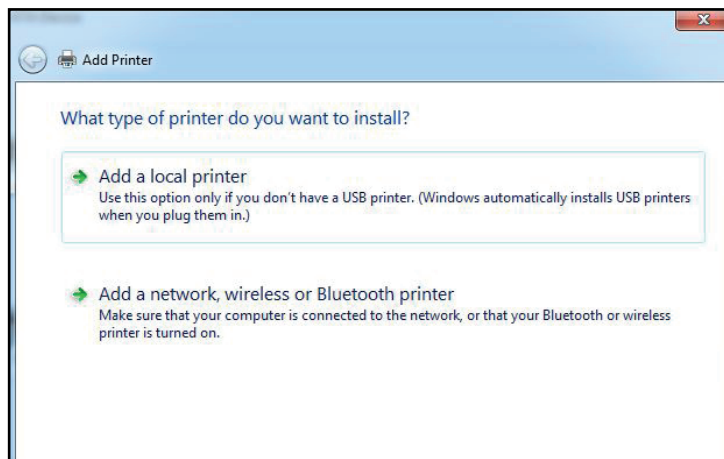 Add Printer
What type of printer do you want to install?
Add a local printer
Use this option only if you don't have a USB printer. (Windows automatically installs USB printers
when you plug them in.)
Add a network, wireless or Bluetooth printer
Make sure that your computer is connected to the network, or that your Bluetooth or wireless
printer is turned on.